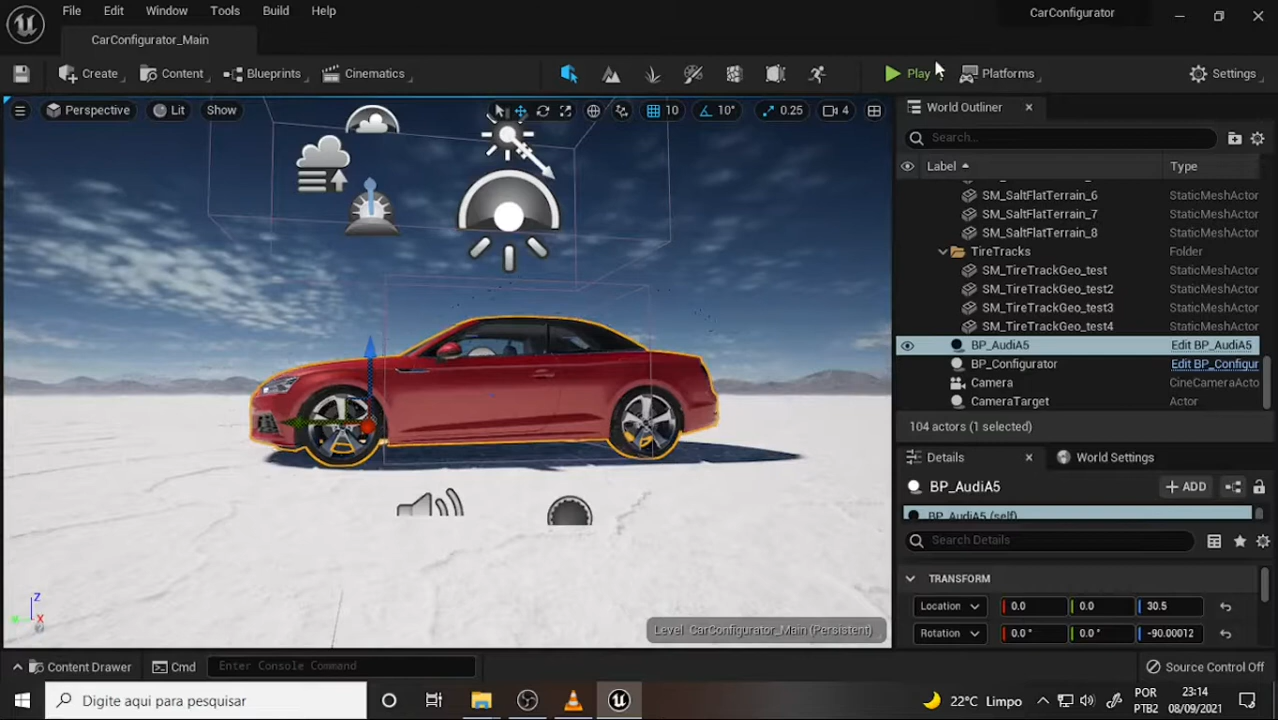 File Edit Window Tools Build Help CarConfigurator
CarConfigurator_Main
Create Content Blueprints Cinematics Play Platforms Settings
Perspective Lit Show 10 10° 0.25 4
World Outliner
Search...
Label Type
SM_SaltFlatTerrain_6 StaticMeshActor
SM_SaltFlatTerrain_7 StaticMeshActor
SM_SaltFlatTerrain_8 StaticMeshActor
TireTracks Folder
SM_TireTrackGeo_test StaticMeshActor
SM_TireTrackGeo_test2 StaticMeshActor
SM_TireTrackGeo_test3 StaticMeshActor
SM_TireTrackGeo_test4 StaticMeshActor
BP_AudiA5 Edit BP_AudiA5
BP_Configurator Edit BP_Configur
Camera CineCameraActo
CameraTarget Actor
104 actors (1 selected)
Details World Settings
BP_AudiA5 + ADD
BP_AudiA5 (self)
Search Details
TRANSFORM
Location 0.0 0.0 30.5
Rotation 0.0° 0.0° -90.00012
Level CarConfigurator_Main (Persistent)
Z
X
Content Drawer Cmd Enter Console Command Source Control Off
Digite aqui para pesquisar 22°C Limpo POR 23:14
PTB2 08/09/2021